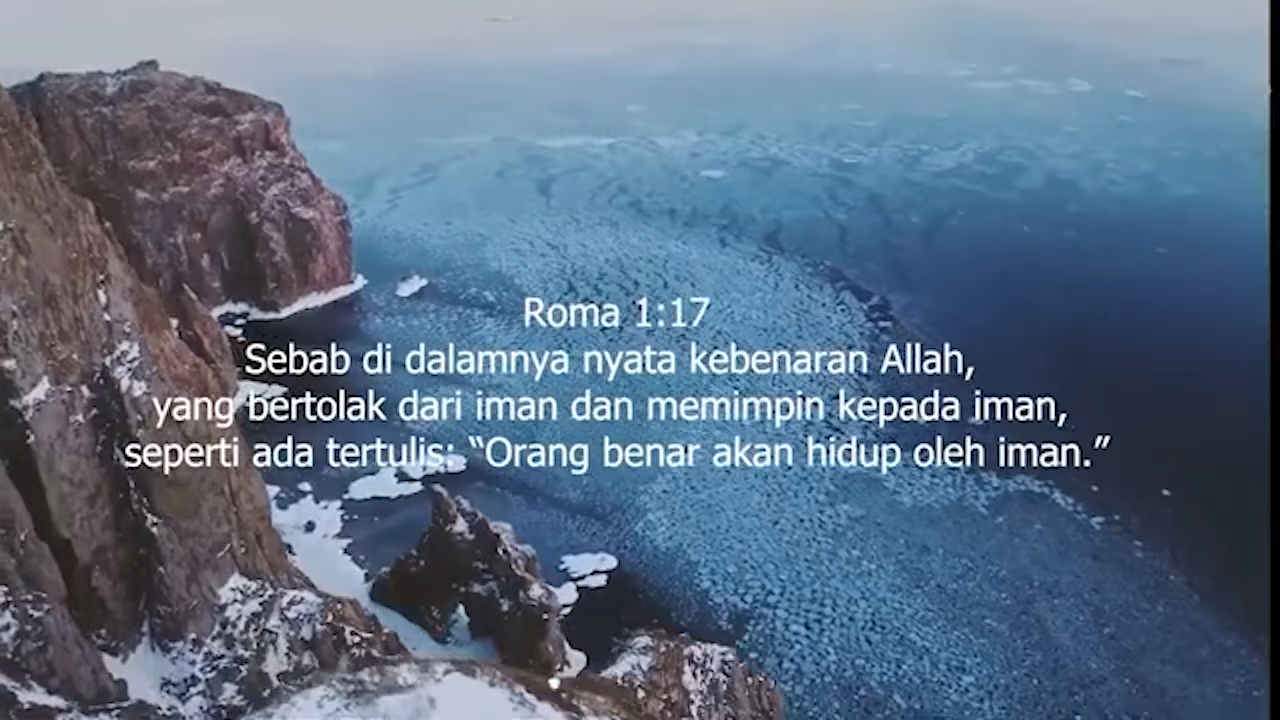 Roma 1:17
Sebab di dalamnya nyata kebenaran Allah,
yang bertolak dari iman dan memimpin kepada iman,
seperti ada tertulis: “Orang benar akan hidup oleh iman.”